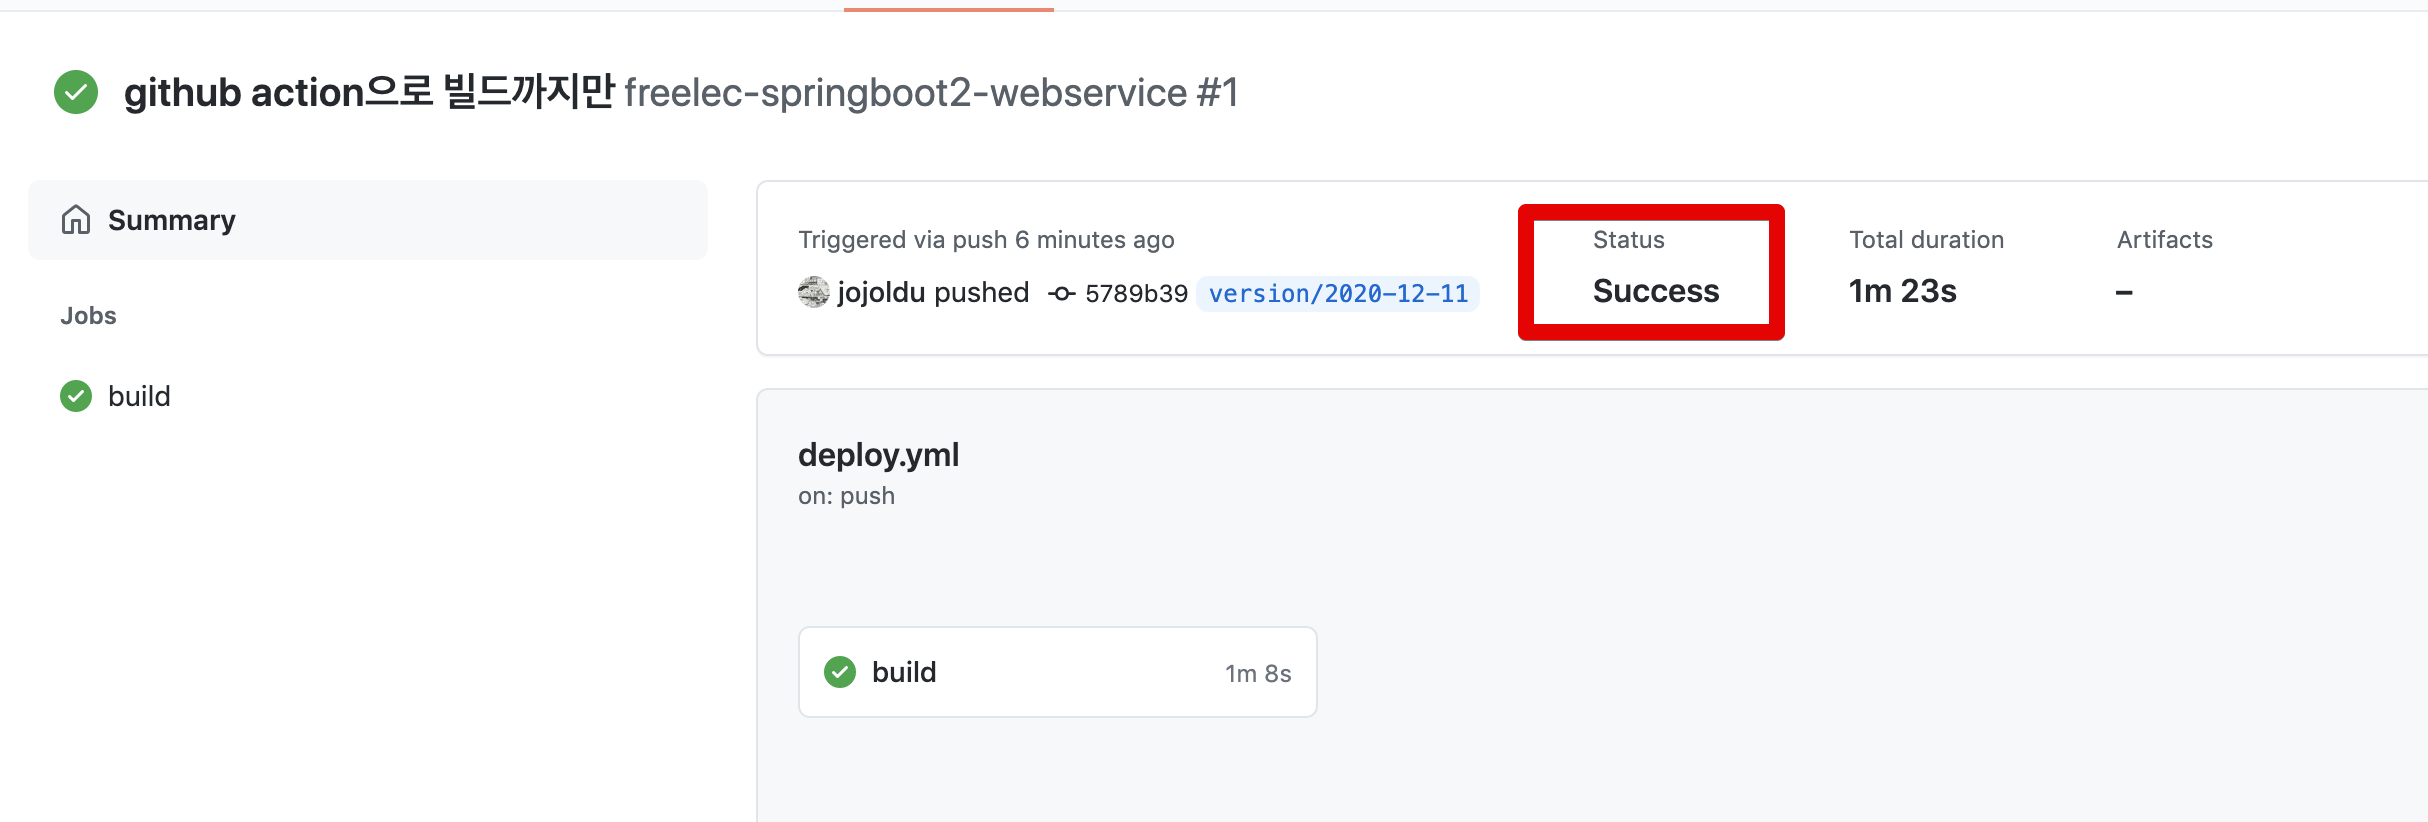 github action으로 빌드까지만 freelec-springboot2-webservice #1
Summary
Jobs
build
Triggered via push 6 minutes ago
jojoldu pushed 5789b39 version/2020-12-11
Status
Success
Total duration
1m 23s
Artifacts
–
deploy.yml
on: push
build 1m 8s